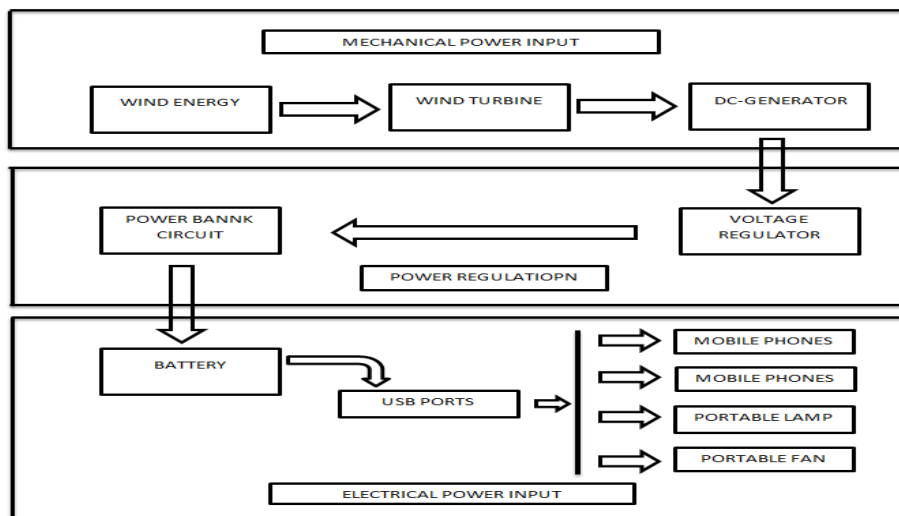 MECHANICAL POWER INPUT
WIND ENERGY
WIND TURBINE
DC-GENERATOR
POWER BANNK
CIRCUIT
VOLTAGE
REGULATOR
POWER REGULATIOPN
BATTERY
USB PORTS
MOBILE PHONES
MOBILE PHONES
PORTABLE LAMP
PORTABLE FAN
ELECTRICAL POWER INPUT